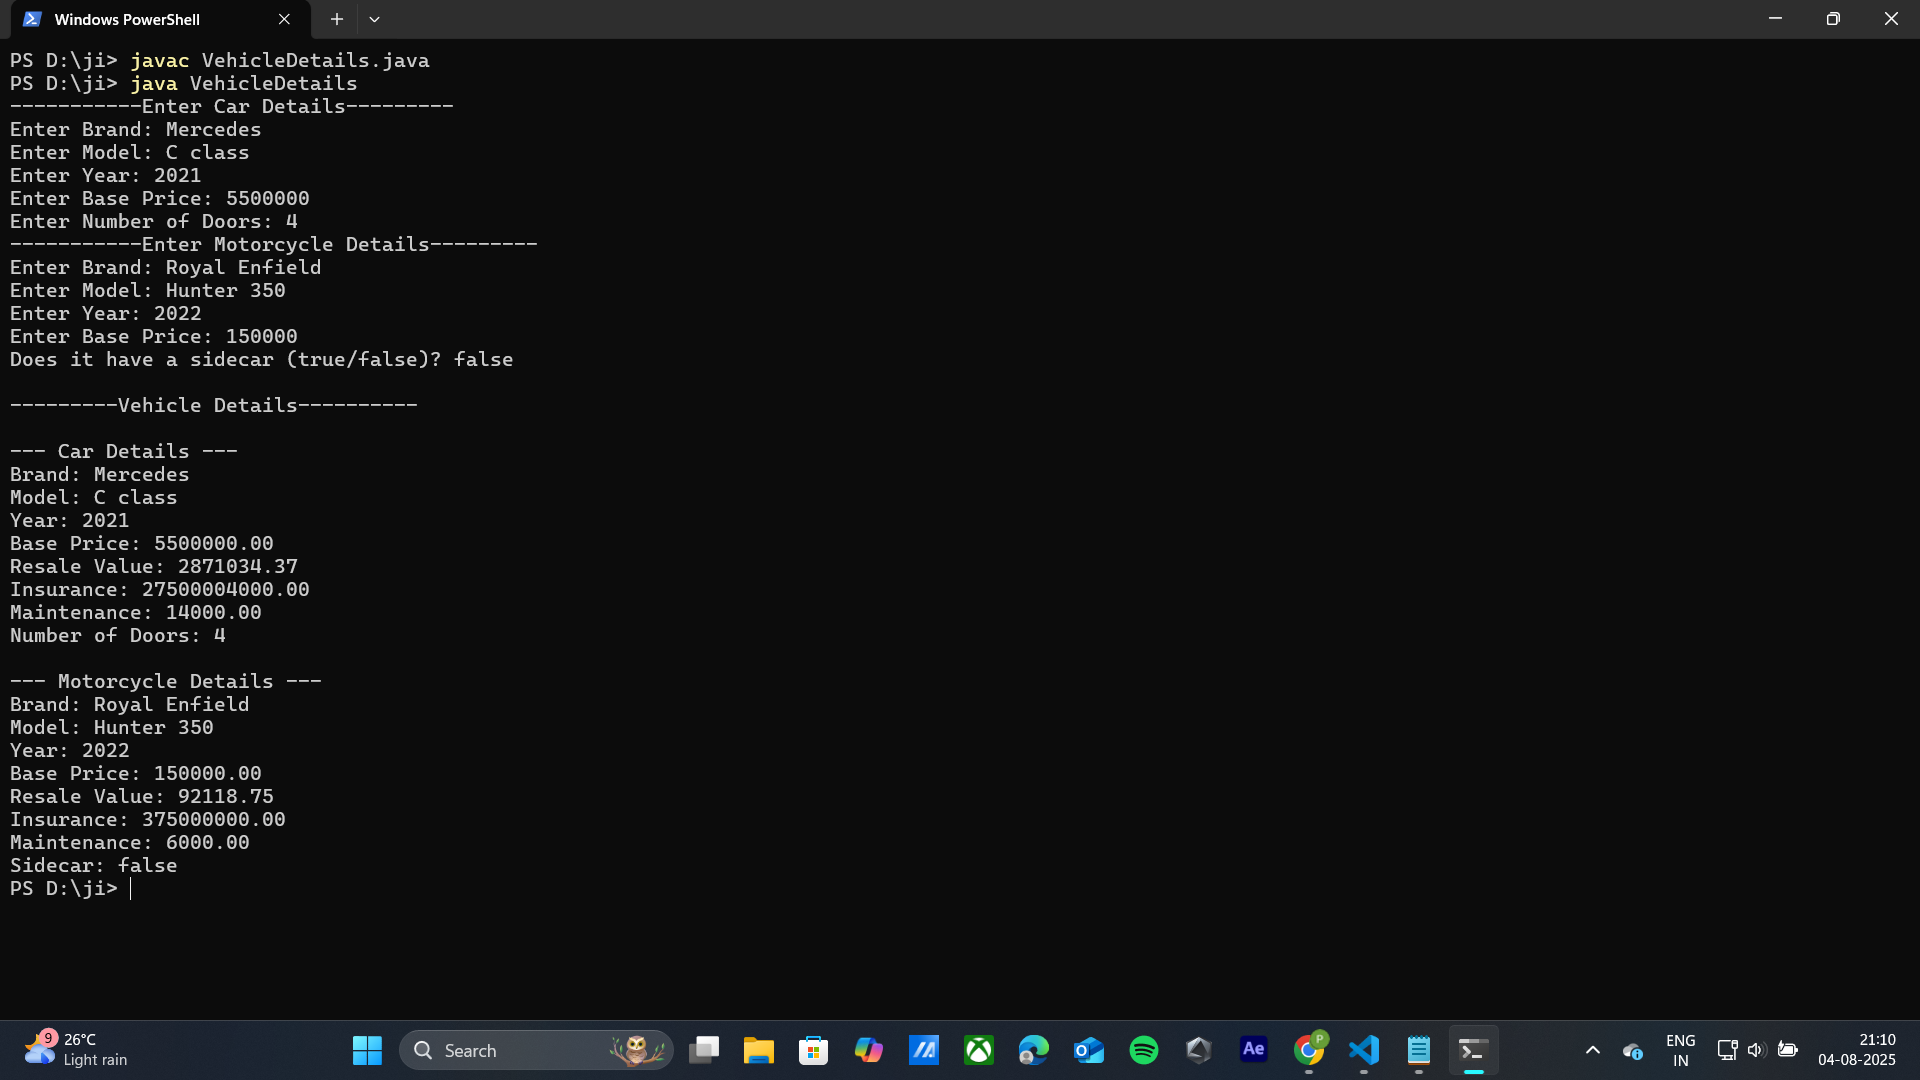 Windows PowerShell
PS D:\ji> javac VehicleDetails.java
PS D:\ji> java VehicleDetails
-----------Enter Car Details---------
Enter Brand: Mercedes
Enter Model: C class
Enter Year: 2021
Enter Base Price: 5500000
Enter Number of Doors: 4
-----------Enter Motorcycle Details---------
Enter Brand: Royal Enfield
Enter Model: Hunter 350
Enter Year: 2022
Enter Base Price: 150000
Does it have a sidecar (true/false)? false
---------Vehicle Details----------
--- Car Details ---
Brand: Mercedes
Model: C class
Year: 2021
Base Price: 5500000.00
Resale Value: 2871034.37
Insurance: 27500004000.00
Maintenance: 14000.00
Number of Doors: 4
--- Motorcycle Details ---
Brand: Royal Enfield
Model: Hunter 350
Year: 2022
Base Price: 150000.00
Resale Value: 92118.75
Insurance: 375000000.00
Maintenance: 6000.00
Sidecar: false
PS D:\ji>
9
26°C
Light rain
Search
Ae
P
ENG
IN
21:10
04-08-2025